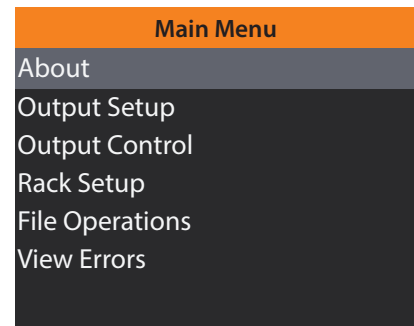 Main Menu
About
Output Setup
Output Control
Rack Setup
File Operations
View Errors